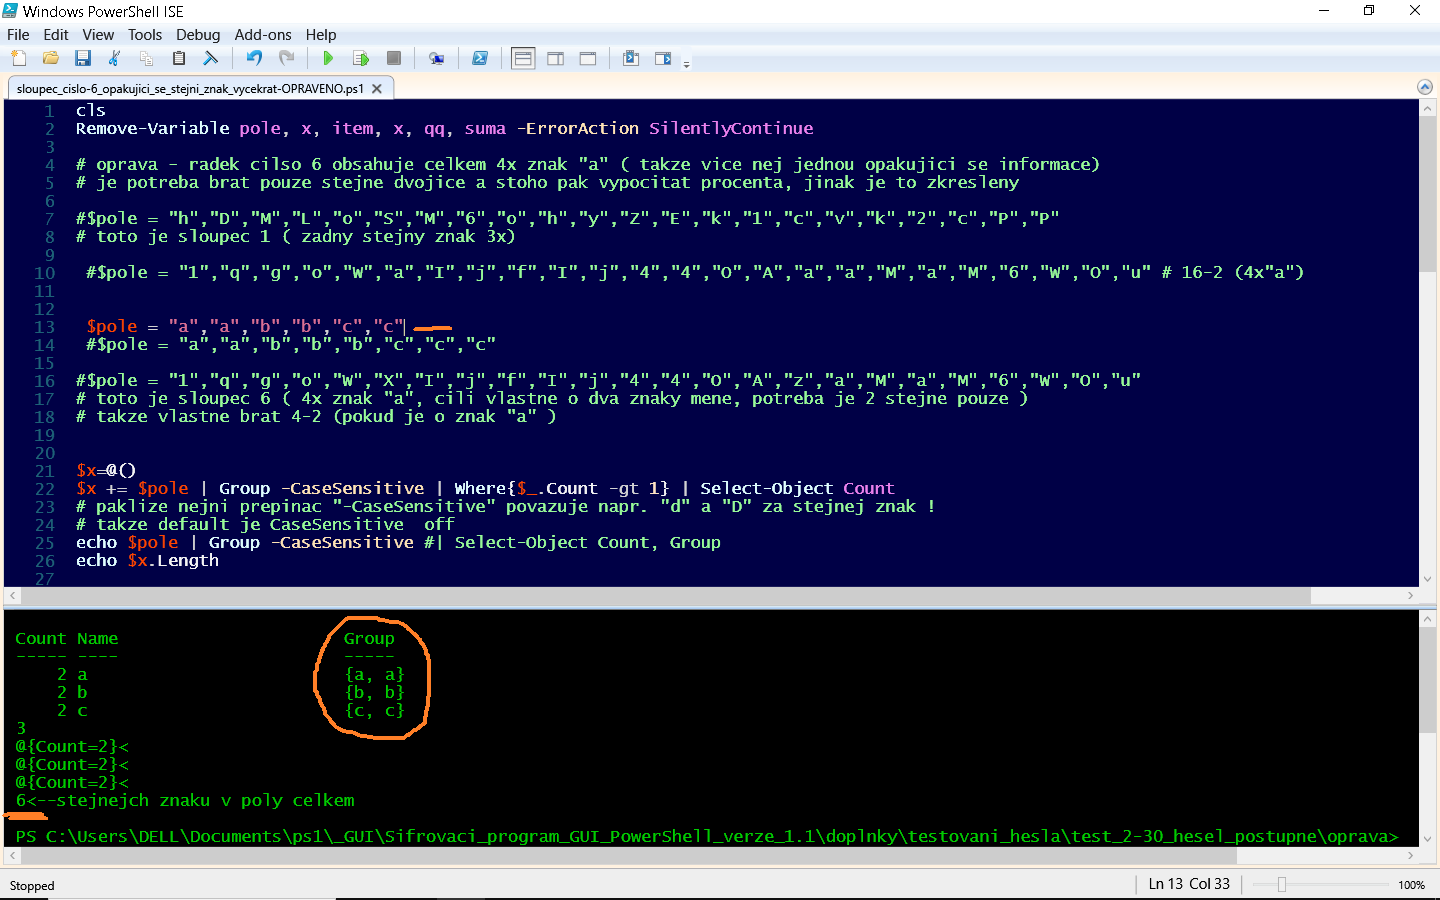 Windows PowerShell ISE
File Edit View Tools Debug Add-ons Help
sloupec_cislo-6_opakujici_se_stejni_znak_vycekrat-OPRAVENO.ps1
1 cls
2 Remove-Variable pole, x, item, x, qq, suma -ErrorAction SilentlyContinue
3
4 # oprava - radek cilso 6 obsahuje celkem 4x znak "a" ( takze vice nej jednou opakujici se informace)
5 # je potreba brat pouze stejne dvojice a stoho pak vypocitat procenta, jinak je to zkresleny
6
7 #$pole = "h","D","M","L","o","S","M","6","o","h","y","Z","E","k","1","c","v","k","2","c","P","P"
8 # toto je sloupec 1 ( zadny stejny znak 3x)
9
10 #$pole = "1","q","g","o","W","a","I","j","f","I","j","4","4","O","A","a","a","M","a","M","6","W","O","u" # 16-2 (4x"a")
11
12
13 $pole = "a","a","b","b","c","c"
14 #$pole = "a","a","b","b","b","c","c","c"
15
16 #$pole = "1","q","g","o","W","X","I","j","f","I","j","4","4","O","A","z","a","M","a","M","6","W","O","u"
17 # toto je sloupec 6 ( 4x znak "a", cili vlastne o dva znaky mene, potreba je 2 stejne pouze )
18 # takze vlastne brat 4-2 (pokud je o znak "a" )
19
20
21 $x=@()
22 $x += $pole | Group -CaseSensitive | Where{$_.Count -gt 1} | Select-Object Count
23 # paklize nejni prepinac "-CaseSensitive" povazuje napr. "d" a "D" za stejnej znak !
24 # takze default je CaseSensitive  off
25 echo $pole | Group -CaseSensitive #| Select-Object Count, Group
26 echo $x.Length
27
Count Name Group
----- ---- -----
2 a {a, a}
2 b {b, b}
2 c {c, c}
3
@{Count=2}<
@{Count=2}<
@{Count=2}<
6<--stejnejch znaku v poly celkem
PS C:\Users\DELL\Documents\ps1\_GUI\Sifrovaci_program_GUI_PowerShell_verze_1.1\doplnky\testovani_hesla\test_2-30_hesel_postupne\oprava>
Stopped Ln 13 Col 33 100%